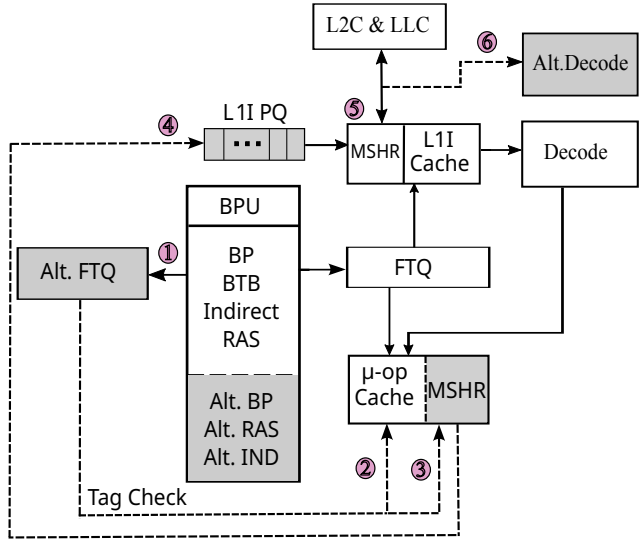 L2C & LLC
⑥
Alt.Decode
④
L1I PQ
⑤
...
MSHR
L1I
Cache
Decode
BPU
①
Alt. FTQ
BP
BTB
Indirect
RAS
FTQ
μ-op
Cache
MSHR
Alt. BP
Alt. RAS
Alt. IND
②
③
Tag Check